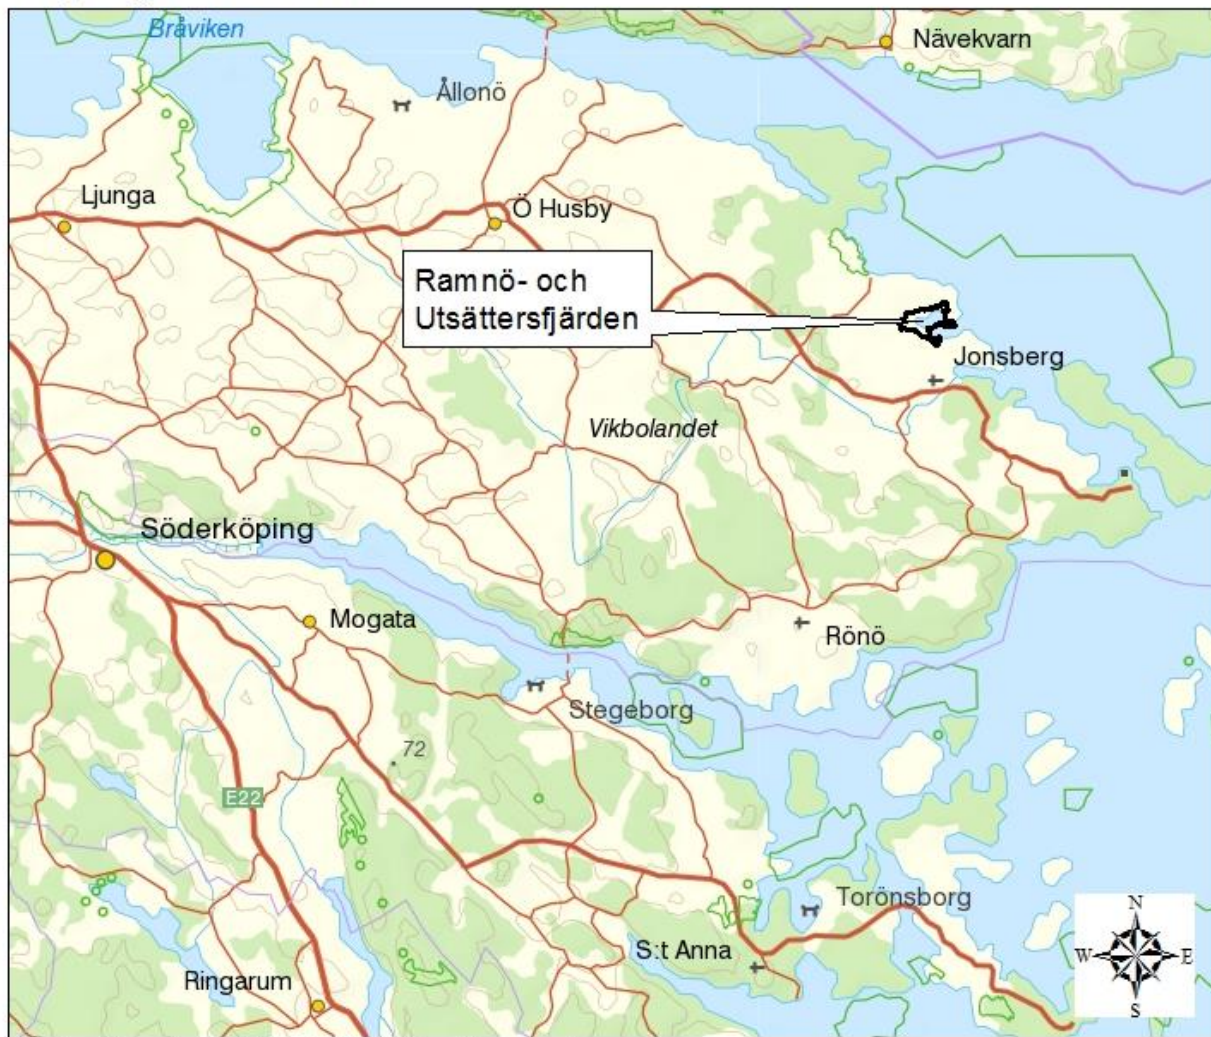 Bråviken
Nävekvarn
Ållonö
Ljunga
Ö Husby
Ramnö- och
Utsättersfjärden
Jonsberg
Vikbolandet
Söderköping
Mogata
Rönö
Stegeborg
72
E22
Torönsborg
S:t Anna
Ringarum
N
W E
S